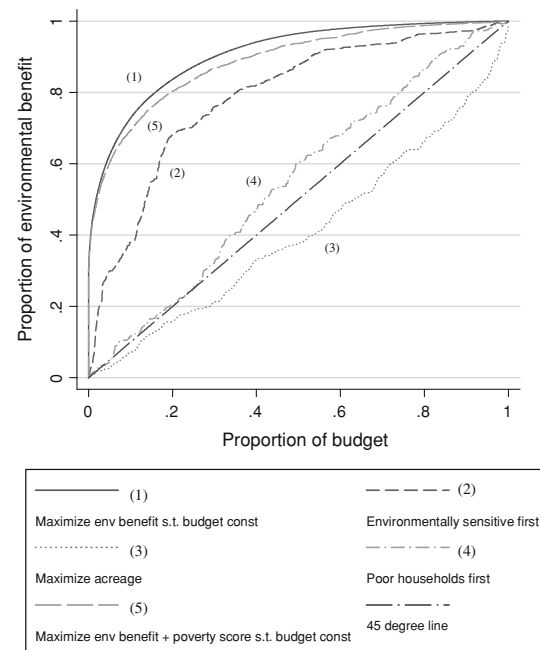 1
.8
.6
.4
.2
0
Proportion of environmental benefit
(1)
(5)
(2)
(4)
(3)
0 .2 .4 .6 .8 1
Proportion of budget
(1) (2)
Maximize env benefit s.t. budget const Environmentally sensitive first
(3) (4)
Maximize acreage Poor households first
(5)
45 degree line
Maximize env benefit + poverty score s.t. budget const